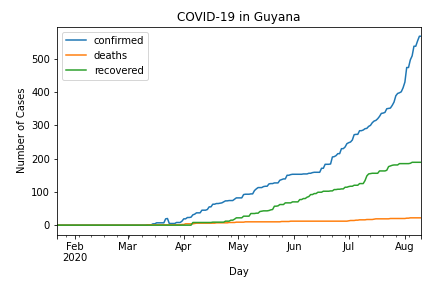 COVID-19 in Guyana
confirmed
deaths
recovered
Number of Cases
500
400
300
200
100
0
Feb
2020
Mar
Apr
May
Jun
Jul
Aug
Day